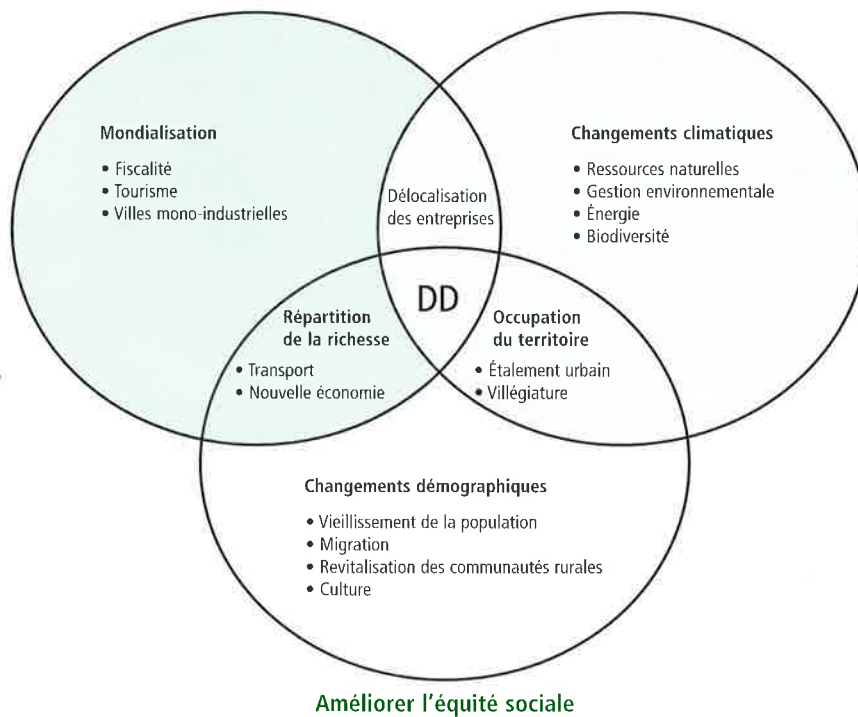 Mondialisation
• Fiscalité
• Tourisme
• Villes mono-industrielles
Changements climatiques
• Ressources naturelles
• Gestion environnementale
• Énergie
• Biodiversité
Délocalisation
des entreprises
DD
Répartition
de la richesse
• Transport
• Nouvelle économie
Occupation
du territoire
• Étalement urbain
• Villégiature
Changements démographiques
• Vieillissement de la population
• Migration
• Revitalisation des communautés rurales
• Culture
Améliorer l'équité sociale